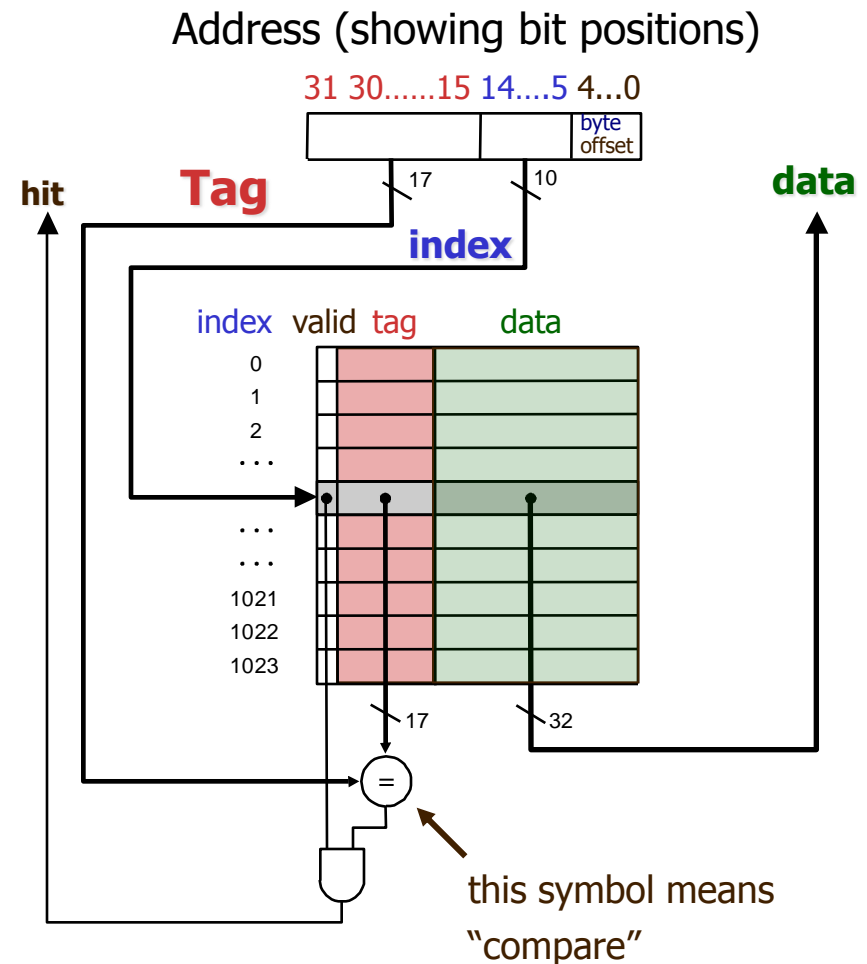 Address (showing bit positions)
31 30......15 14....5 4...0
byte
offset
17
10
hit
Tag
data
index
index valid tag data
0
1
2
...
...
...
1021
1022
1023
17
32
=
this symbol means
“compare”